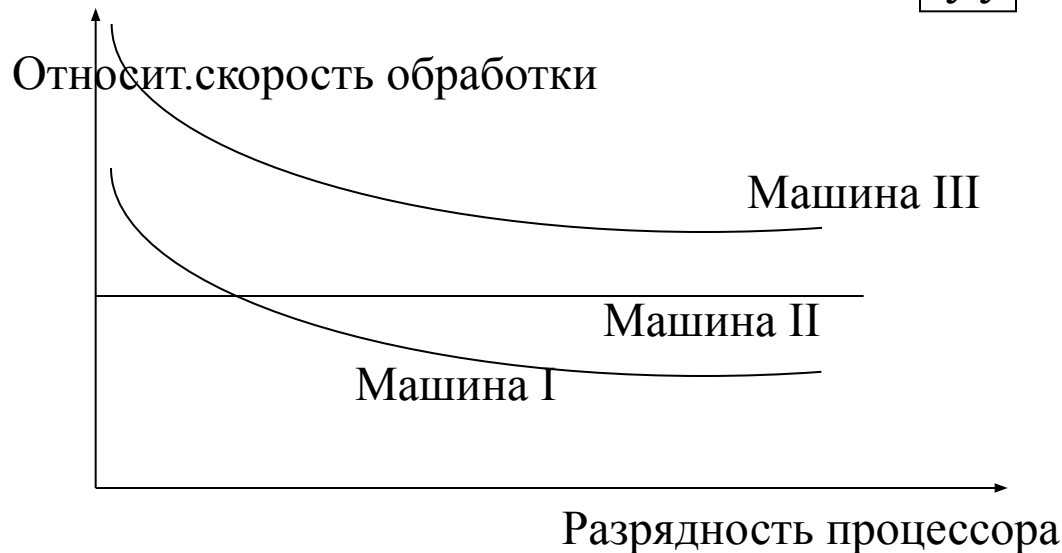 Относит.скорость обработки
Машина III
Машина II
Машина I
Разрядность процессора